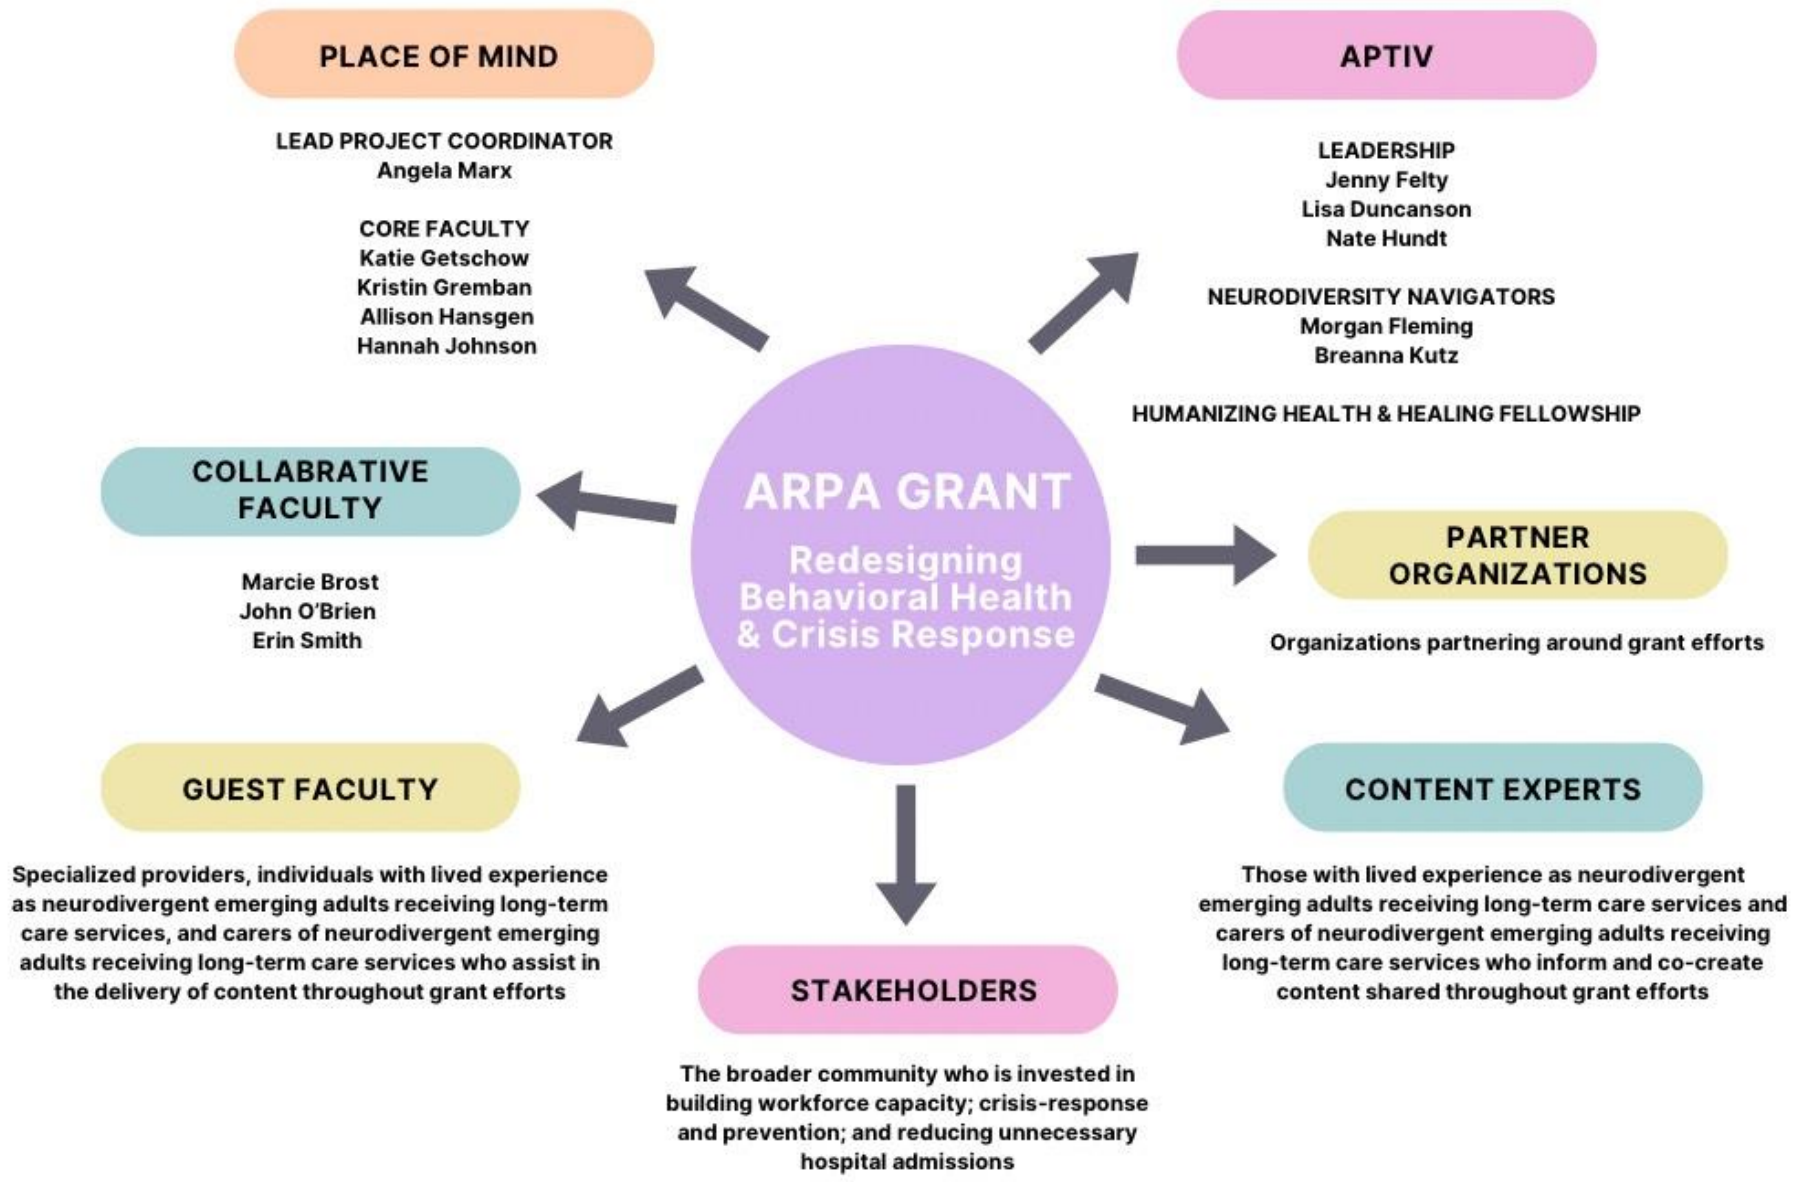 PLACE OF MIND
LEAD PROJECT COORDINATOR
Angela Marx
CORE FACULTY
Katie Getschow
Kristin Gremban
Allison Hansgen
Hannah Johnson
APTIV
LEADERSHIP
Jenny Felty
Lisa Duncanson
Nate Hundt
NEURODIVERSITY NAVIGATORS
Morgan Fleming
Breanna Kutz
HUMANIZING HEALTH & HEALING FELLOWSHIP
COLLABRATIVE
FACULTY
Marcie Brost
John O’Brien
Erin Smith
ARPA GRANT
Redesigning
Behavioral Health
& Crisis Response
PARTNER
ORGANIZATIONS
Organizations partnering around grant efforts
GUEST FACULTY
Specialized providers, individuals with lived experience
as neurodivergent emerging adults receiving long-term
care services, and carers of neurodivergent emerging
adults receiving long-term care services who assist in
the delivery of content throughout grant efforts
CONTENT EXPERTS
Those with lived experience as neurodivergent
emerging adults receiving long-term care services and
carers of neurodivergent emerging adults receiving
long-term care services who inform and co-create
content shared throughout grant efforts
STAKEHOLDERS
The broader community who is invested in
building workforce capacity; crisis-response
and prevention; and reducing unnecessary
hospital admissions